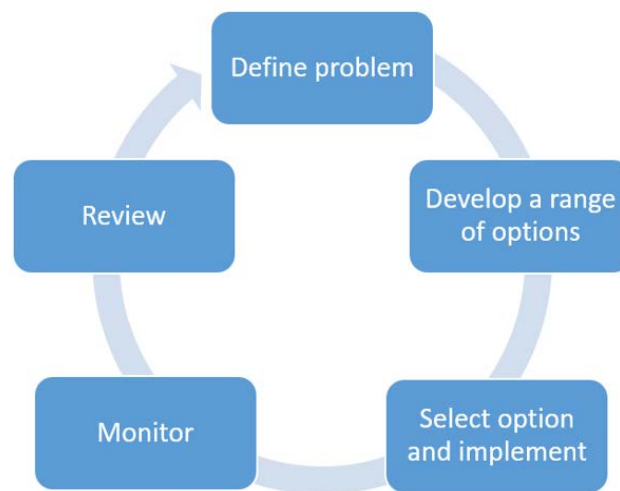 Define problem
Develop a range
of options
Select option
and implement
Monitor
Review